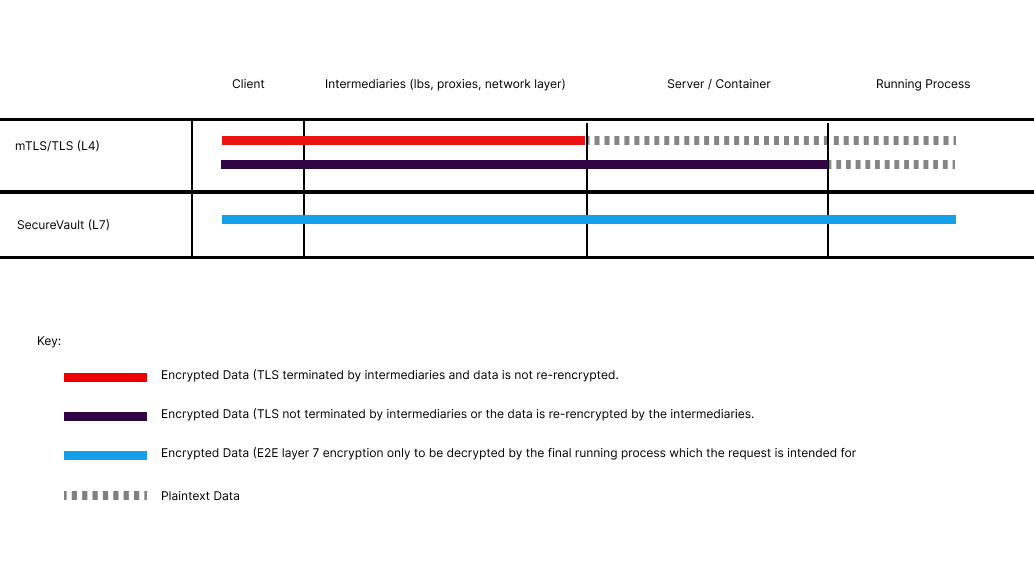 Client
Intermediaries (lbs, proxies, network layer)
Server / Container
Running Process
mTLS/TLS (L4)
SecureVault (L7)
Key:
Encrypted Data (TLS terminated by intermediaries and data is not re-rencrypted.
Encrypted Data (TLS not terminated by intermediaries or the data is re-rencrypted by the intermediaries.
Encrypted Data (E2E layer 7 encryption only to be decrypted by the final running process which the request is intended for
Plaintext Data